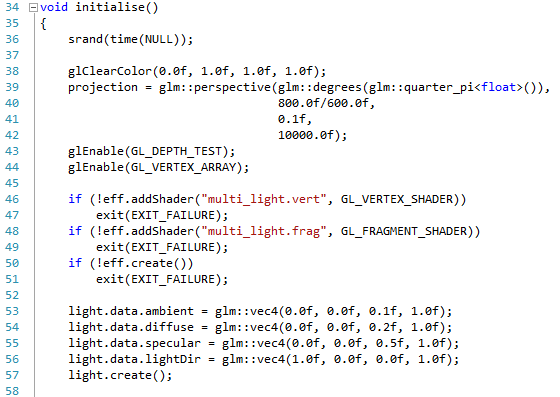 34 void initialise()
35 {
36     srand(time(NULL));
37
38     glClearColor(0.0f, 1.0f, 1.0f, 1.0f);
39     projection = glm::perspective(glm::degrees(glm::quarter_pi<float>()),
40                                   800.0f/600.0f,
41                                   0.1f,
42                                   10000.0f);
43     glEnable(GL_DEPTH_TEST);
44     glEnable(GL_VERTEX_ARRAY);
45
46     if (!eff.addShader("multi_light.vert", GL_VERTEX_SHADER))
47         exit(EXIT_FAILURE);
48     if (!eff.addShader("multi_light.frag", GL_FRAGMENT_SHADER))
49         exit(EXIT_FAILURE);
50     if (!eff.create())
51         exit(EXIT_FAILURE);
52
53     light.data.ambient = glm::vec4(0.0f, 0.0f, 0.1f, 1.0f);
54     light.data.diffuse = glm::vec4(0.0f, 0.0f, 0.2f, 1.0f);
55     light.data.specular = glm::vec4(0.0f, 0.0f, 0.5f, 1.0f);
56     light.data.lightDir = glm::vec4(1.0f, 0.0f, 0.0f, 1.0f);
57     light.create();
58